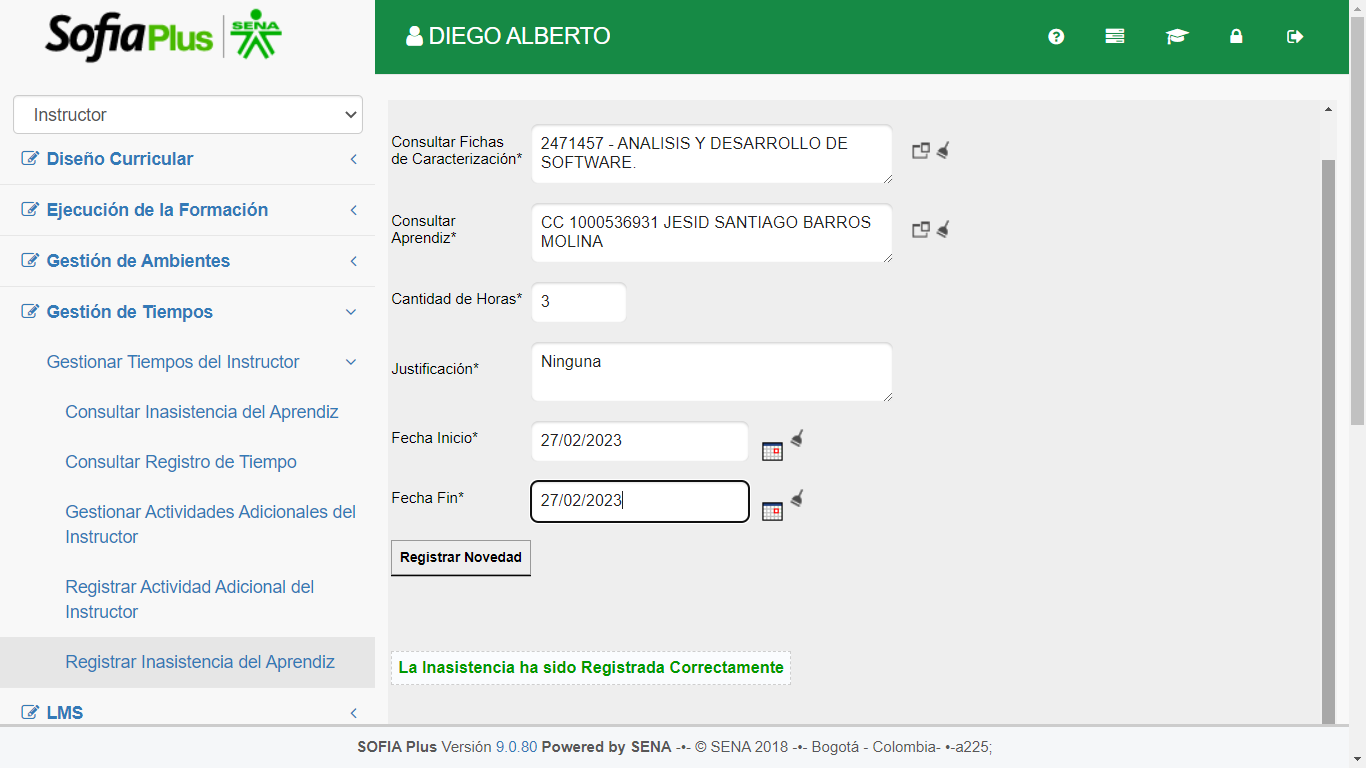 Sofia Plus SENA
DIEGO ALBERTO
Instructor
Diseño Curricular
Ejecución de la Formación
Gestión de Ambientes
Gestión de Tiempos
Gestionar Tiempos del Instructor
Consultar Inasistencia del Aprendiz
Consultar Registro de Tiempo
Gestionar Actividades Adicionales del
Instructor
Registrar Actividad Adicional del
Instructor
Registrar Inasistencia del Aprendiz
LMS
Consultar Fichas
de Caracterización*
2471457 - ANALISIS Y DESARROLLO DE
SOFTWARE.
Consultar
Aprendiz*
CC 1000536931 JESID SANTIAGO BARROS
MOLINA
Cantidad de Horas* 3
Justificación* Ninguna
Fecha Inicio* 27/02/2023
Fecha Fin* 27/02/2023
Registrar Novedad
La Inasistencia ha sido Registrada Correctamente
SOFIA Plus Versión 9.0.80 Powered by SENA -•- © SENA 2018 -•- Bogotá - Colombia- •-a225;